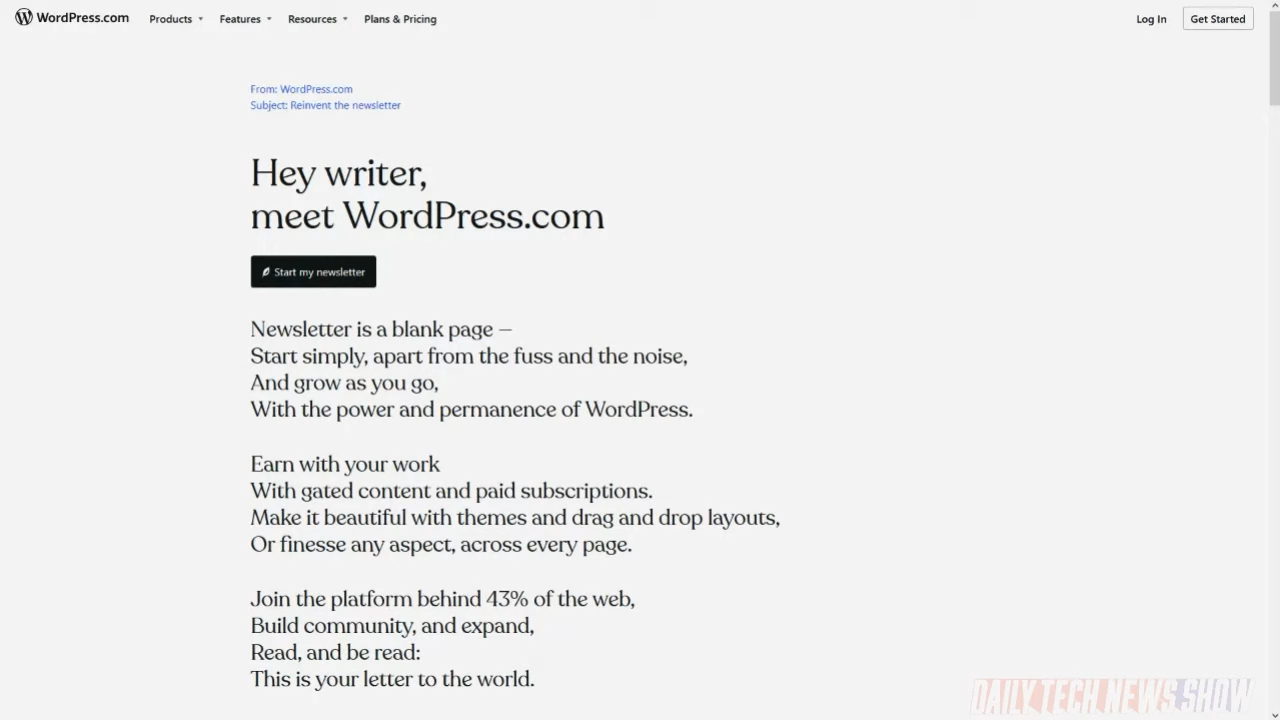 WordPress.com Products Features Resources Plans & Pricing Log In Get Started
From: WordPress.com
Subject: Reinvent the newsletter
Hey writer,
meet WordPress.com
Start my newsletter
Newsletter is a blank page —
Start simply, apart from the fuss and the noise,
And grow as you go,
With the power and permanence of WordPress.
Earn with your work
With gated content and paid subscriptions.
Make it beautiful with themes and drag and drop layouts,
Or finesse any aspect, across every page.
Join the platform behind 43% of the web,
Build community, and expand,
Read, and be read:
This is your letter to the world.
DAILY TECH NEWS SHOW